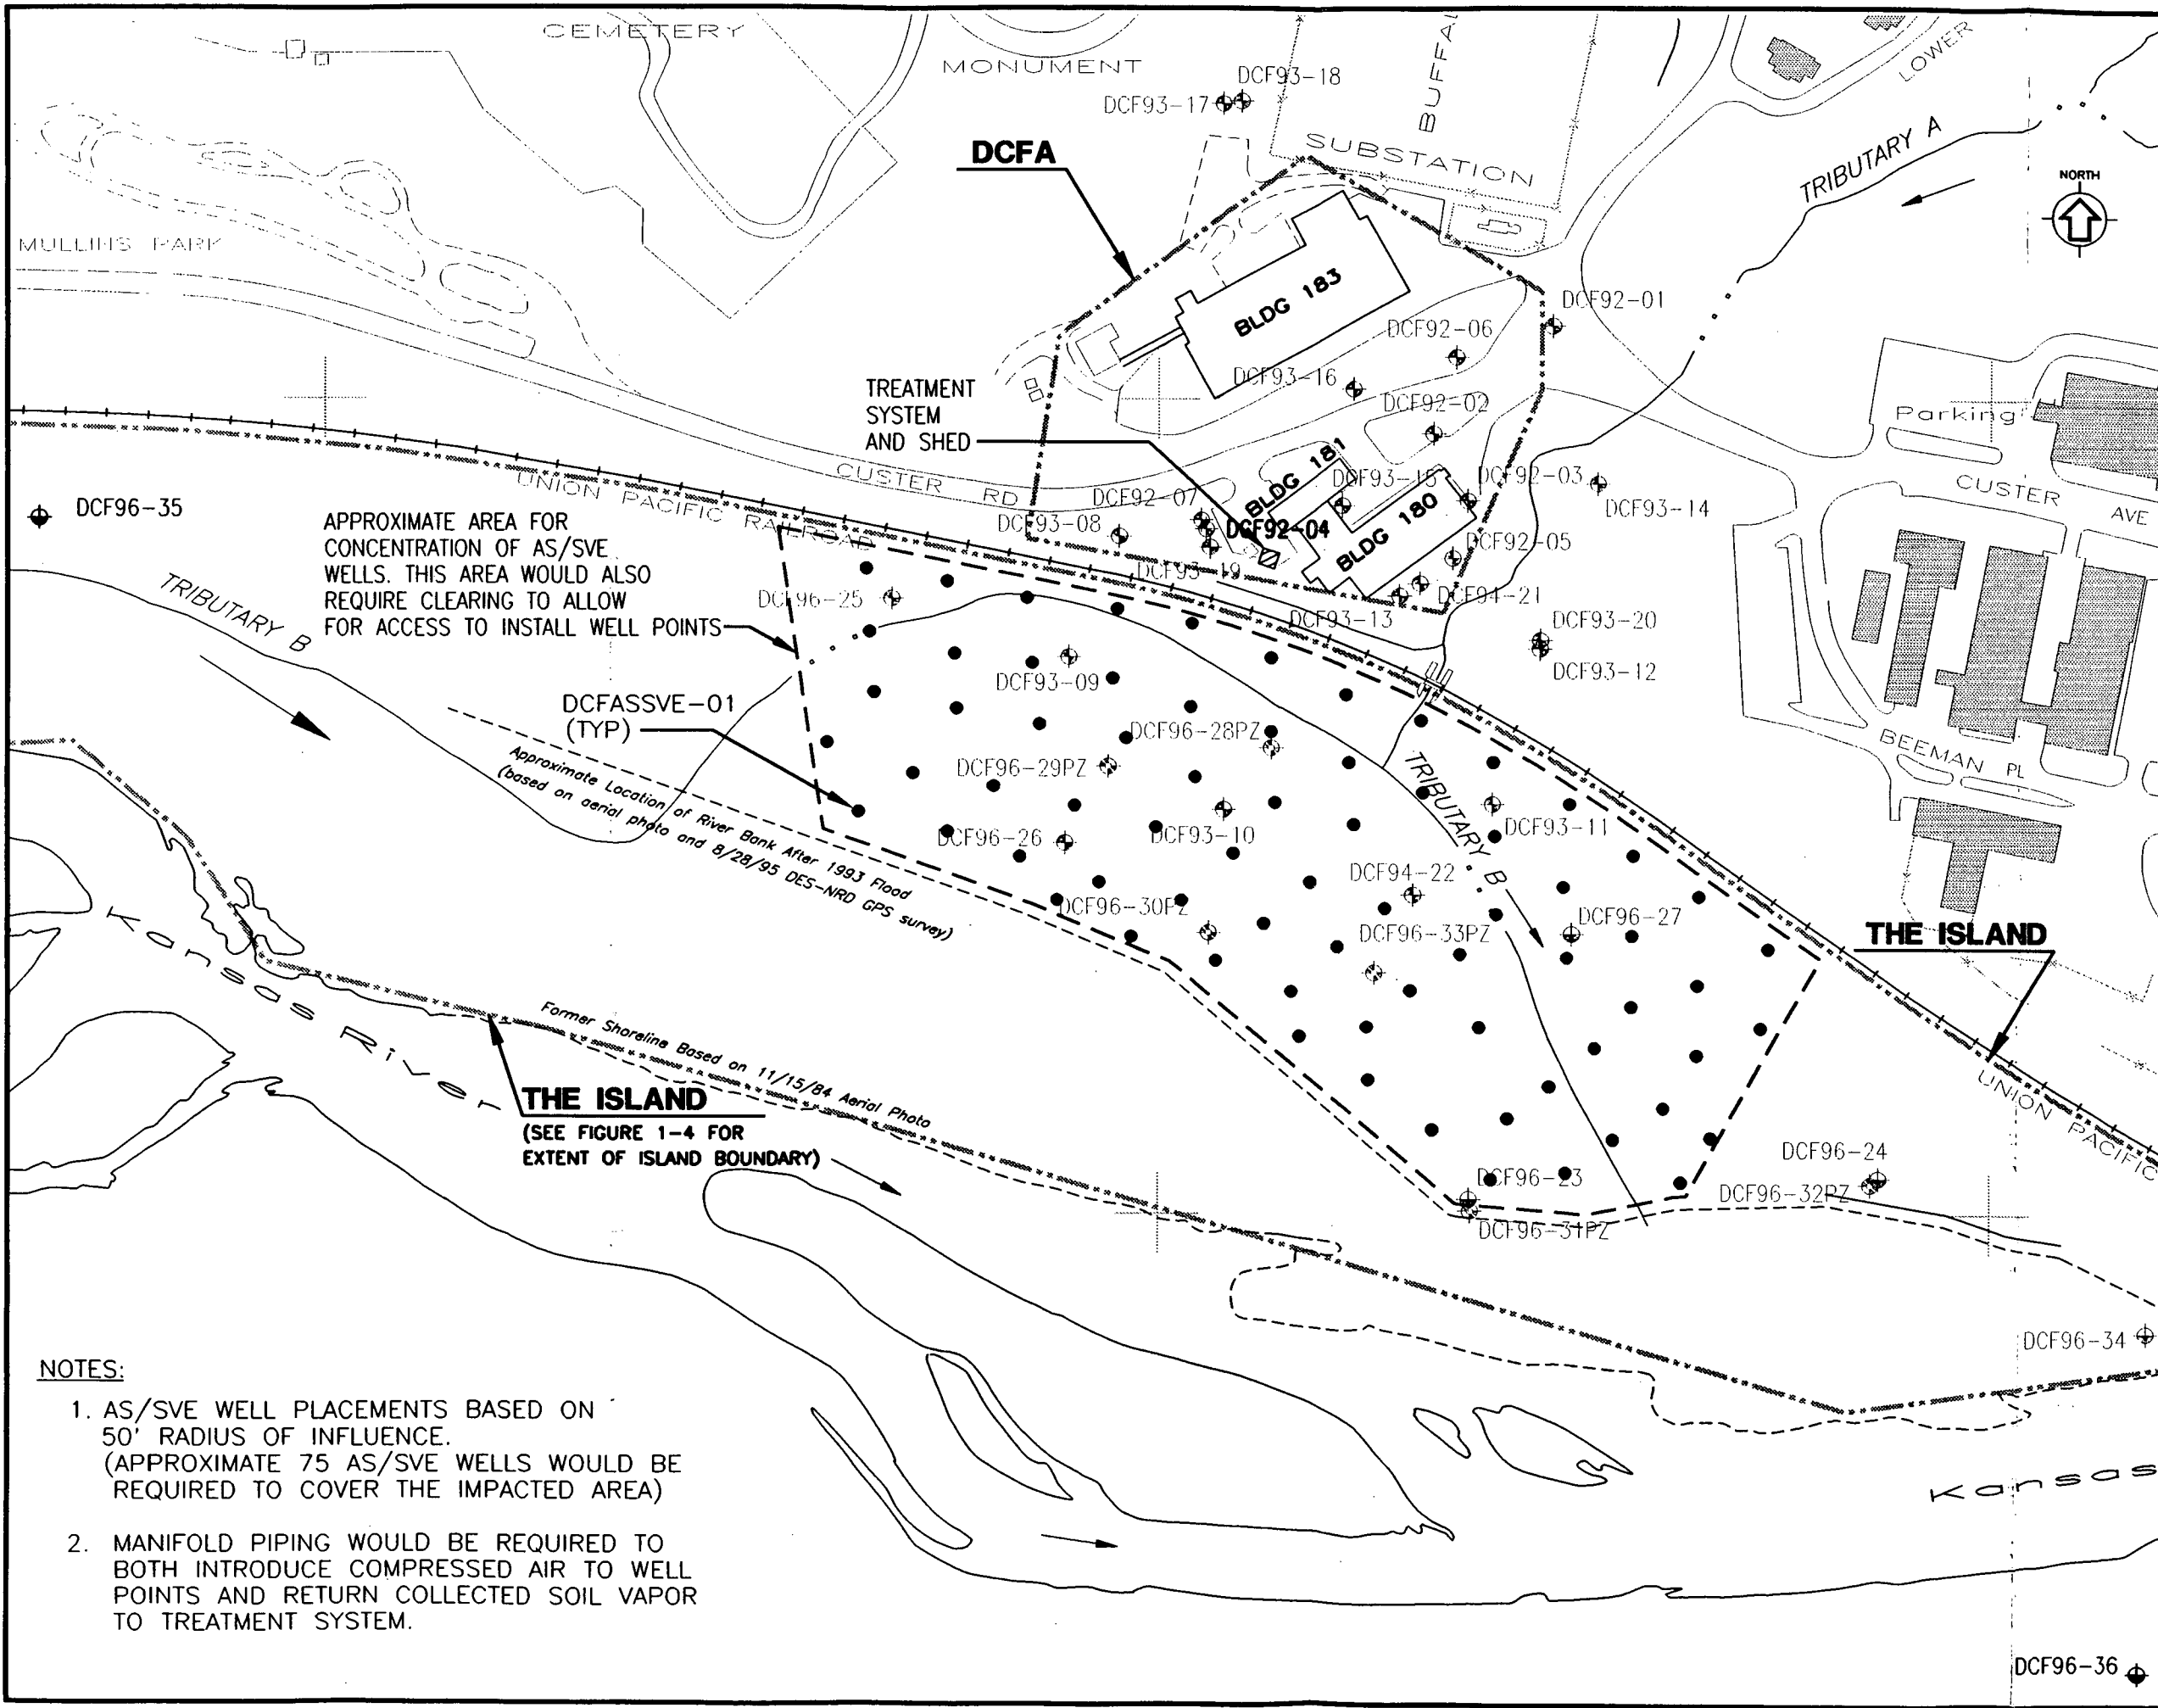 CEMETERY
MONUMENT
BUFFAL
LOWER
DCF93-18
DCF93-17
SUBSTATION
DCFA
TRIBUTARY A
NORTH
MULLINS PARK
BLDG 183
DCF92-01
DCF92-06
DCF93-16
DCF92-02
TREATMENT
SYSTEM
AND SHED
Parking
CUSTER RD
CUSTER AVE
UNION PACIFIC RAILROAD
BLDG 181
DCF93-15
DCF92-03
DCF93-14
BLDG 180
DCF92-07
DCF93-08
DCF92-04
DCF92-05
DCF93-19
DCF94-21
DCF93-13
DCF93-20
DCF93-12
DCF96-35
APPROXIMATE AREA FOR
CONCENTRATION OF AS/SVE
WELLS. THIS AREA WOULD ALSO
REQUIRE CLEARING TO ALLOW
FOR ACCESS TO INSTALL WELL POINTS
TRIBUTARY B
DCF96-25
DCF93-09
DCFASSVE-01
(TYP)
DCF96-28PZ
DCF96-29PZ
TRIBUTARY B
BEEMAN PL
Approximate Location of River Bank After 1993 Flood
(based on aerial photo and 8/28/95 DES-NRD GPS survey)
DCF96-26
DCF93-10
DCF93-11
DCF94-22
DCF96-30PZ
DCF96-33PZ
DCF96-27
THE ISLAND
Kansas River
Former Shoreline Based on 11/15/84 Aerial Photo
THE ISLAND
(SEE FIGURE 1-4 FOR
EXTENT OF ISLAND BOUNDARY)
UNION PACIFIC
DCF96-24
DCF96-32PZ
DCF96-23
DCF96-31PZ
DCF96-34
Kansas
DCF96-36
NOTES:
1. AS/SVE WELL PLACEMENTS BASED ON
50' RADIUS OF INFLUENCE.
(APPROXIMATE 75 AS/SVE WELLS WOULD BE
REQUIRED TO COVER THE IMPACTED AREA)
2. MANIFOLD PIPING WOULD BE REQUIRED TO
BOTH INTRODUCE COMPRESSED AIR TO WELL
POINTS AND RETURN COLLECTED SOIL VAPOR
TO TREATMENT SYSTEM.